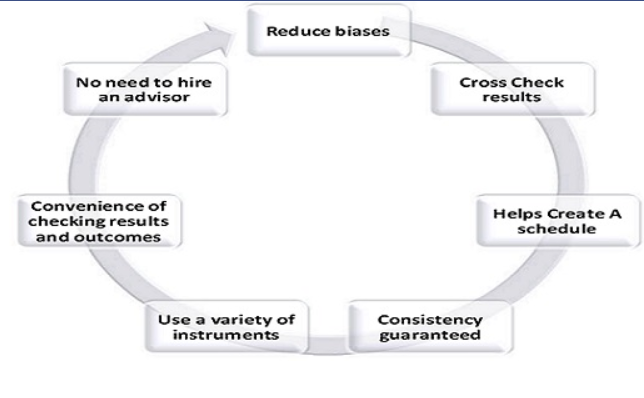 Reduce biases
Cross Check
results
Helps Create A
schedule
Consistency
guaranteed
Use a variety of
instruments
Convenience of
checking results
and outcomes
No need to hire
an advisor